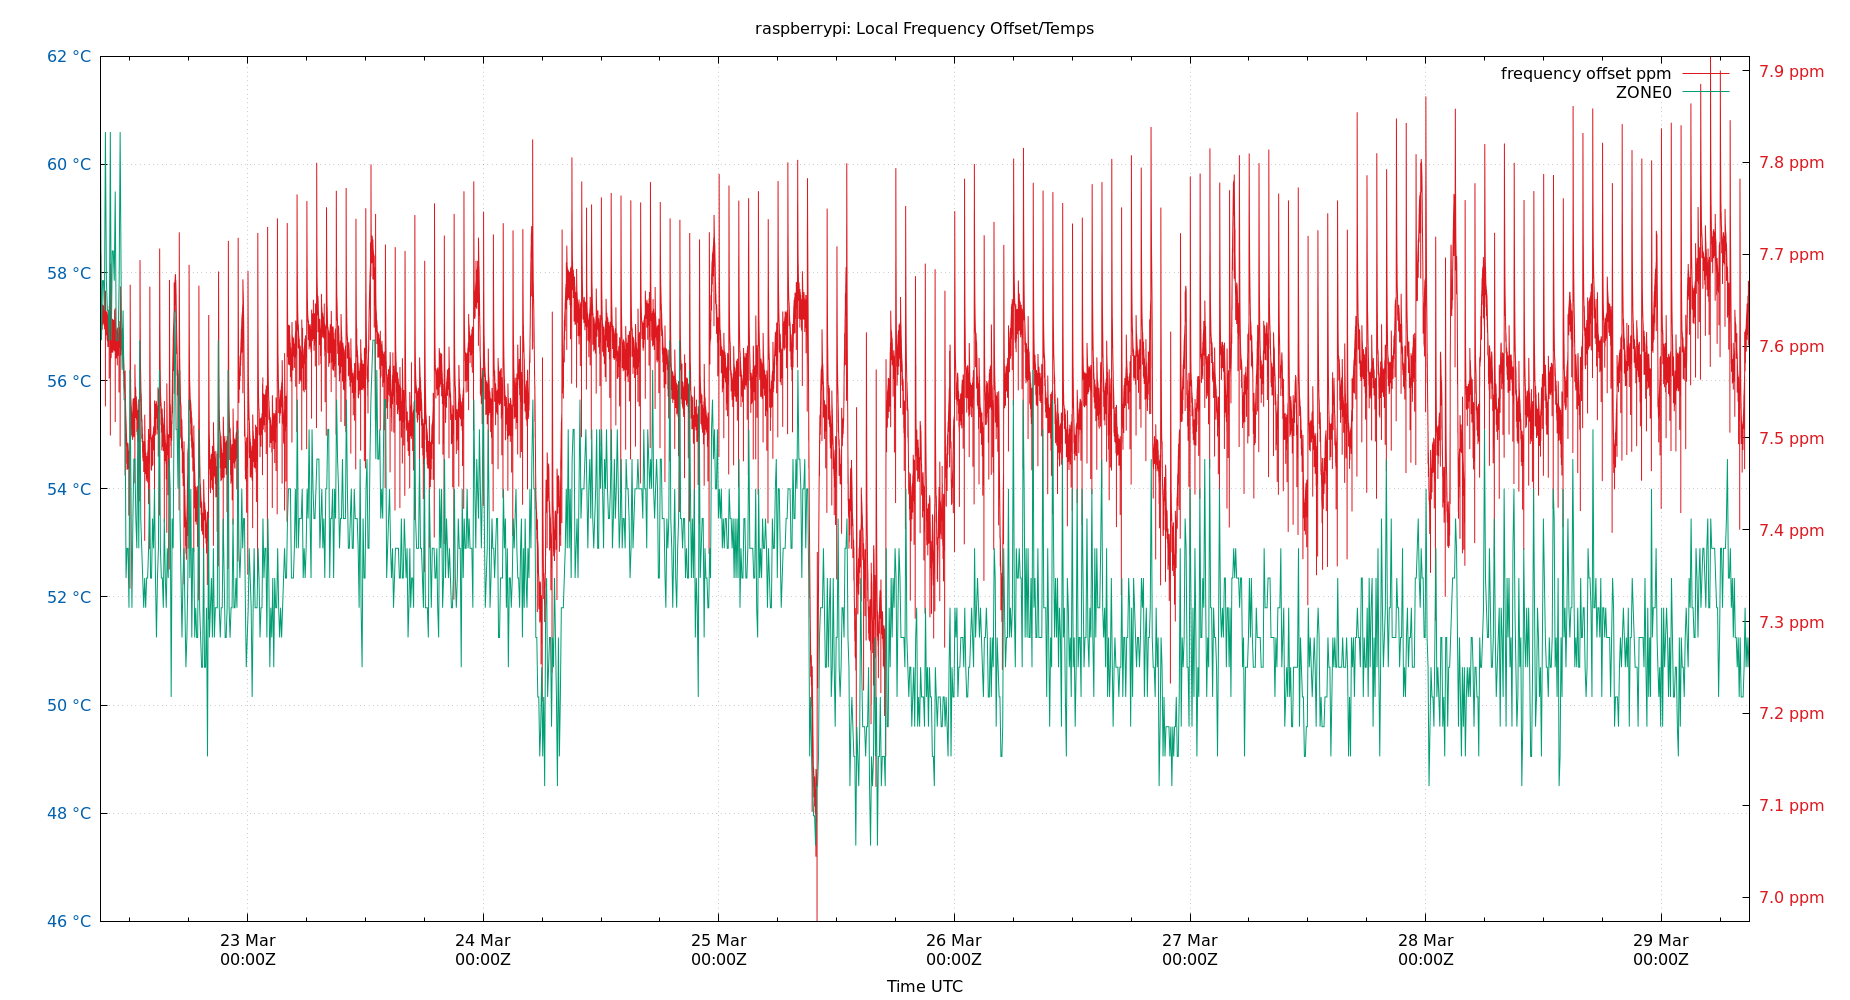 raspberrypi: Local Frequency Offset/Temps
62 °C
60 °C
58 °C
56 °C
54 °C
52 °C
50 °C
48 °C
46 °C
frequency offset ppm
ZONE0
7.9 ppm
7.8 ppm
7.7 ppm
7.6 ppm
7.5 ppm
7.4 ppm
7.3 ppm
7.2 ppm
7.1 ppm
7.0 ppm
23 Mar
00:00Z
24 Mar
00:00Z
25 Mar
00:00Z
26 Mar
00:00Z
27 Mar
00:00Z
28 Mar
00:00Z
29 Mar
00:00Z
Time UTC